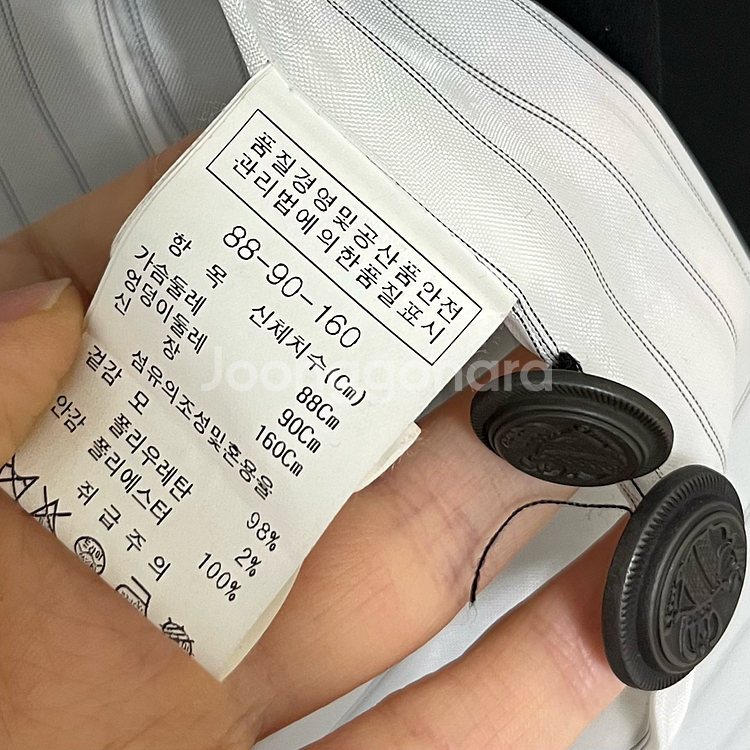 품질경영및공산품안전
관리법에의한품질표시
88-90-160
항 목 신체치수(Cm)
가슴둘레 88Cm
엉덩이둘레 90Cm
신 장 160Cm
섬유의조성및혼용율
겉감 모 98%
폴리우레탄 2%
안감 폴리에스터 100%
취급주의
드라이
Joonggonara